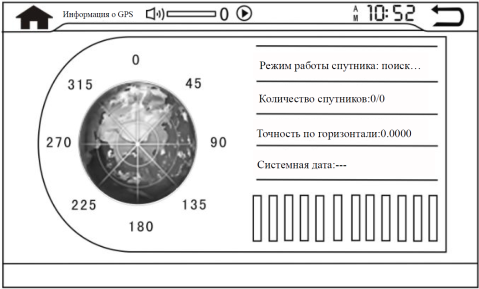 Информация о GPS 0 AM 10:52
Режим работы спутника: поиск...
Количество спутников:0/0
Точность по горизонтали:0.0000
Системная дата:---
0
315 45
270 90
225 135
180